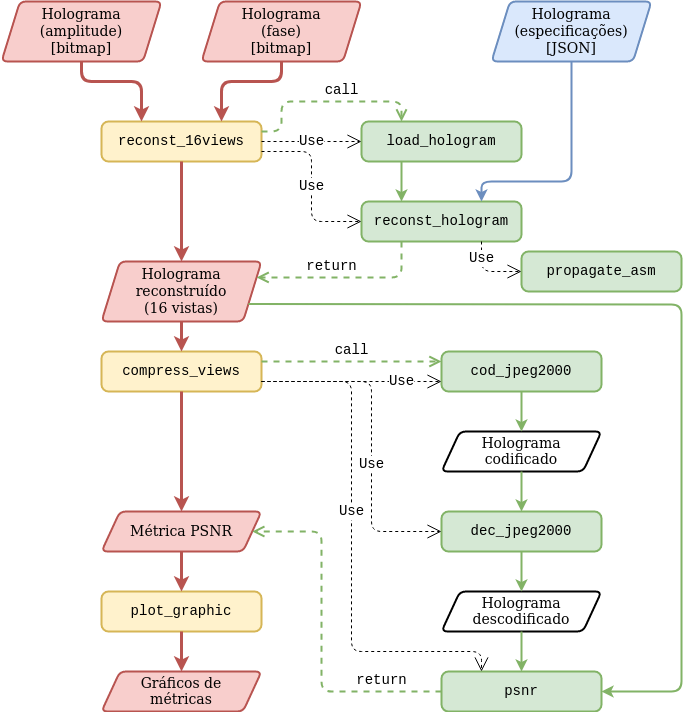 Holograma
(amplitude)
[bitmap]
Holograma
(fase)
[bitmap]
Holograma
(especificações)
[JSON]
call
reconst_16views
Use
load_hologram
Use
reconst_hologram
return
Use
propagate_asm
Holograma
reconstruído
(16 vistas)
call
compress_views
Use
cod_jpeg2000
Holograma
codificado
Use
Use
Métrica PSNR
dec_jpeg2000
plot_graphic
Holograma
descodificado
Gráficos de
métricas
return
psnr